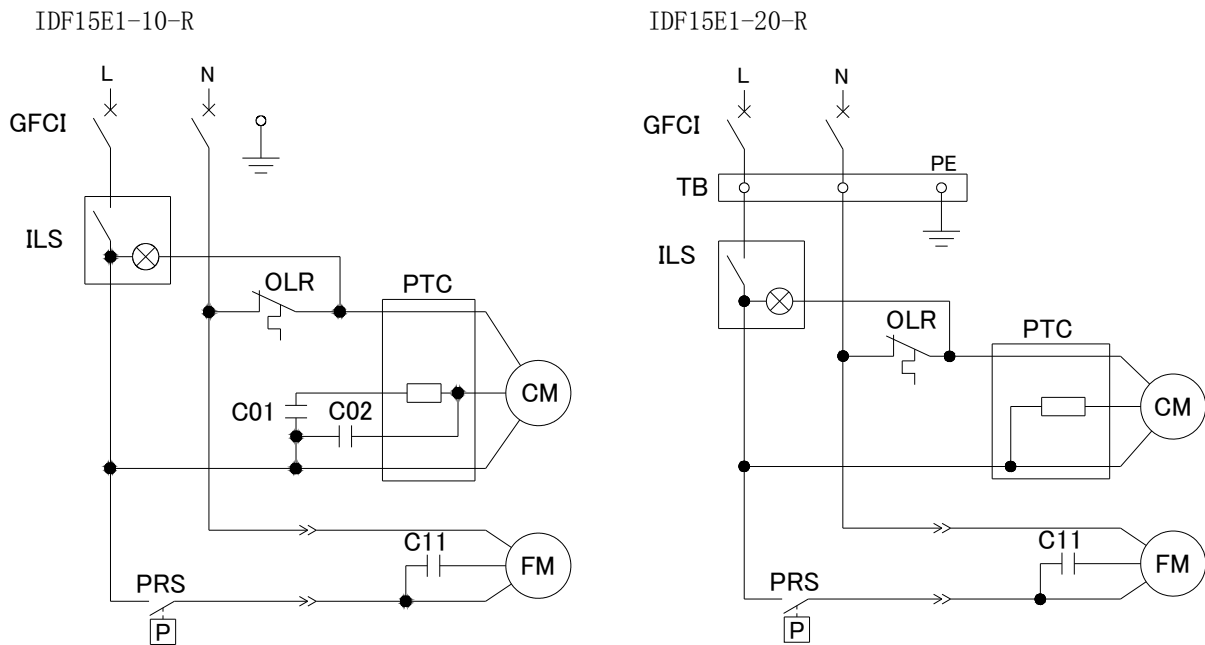 IDF15E1-10-R
L
N
GFCI
ILS
OLR
PTC
C01
C02
CM
C11
FM
PRS
P
IDF15E1-20-R
L
N
GFCI
PE
TB
ILS
OLR
PTC
CM
C11
FM
PRS
P